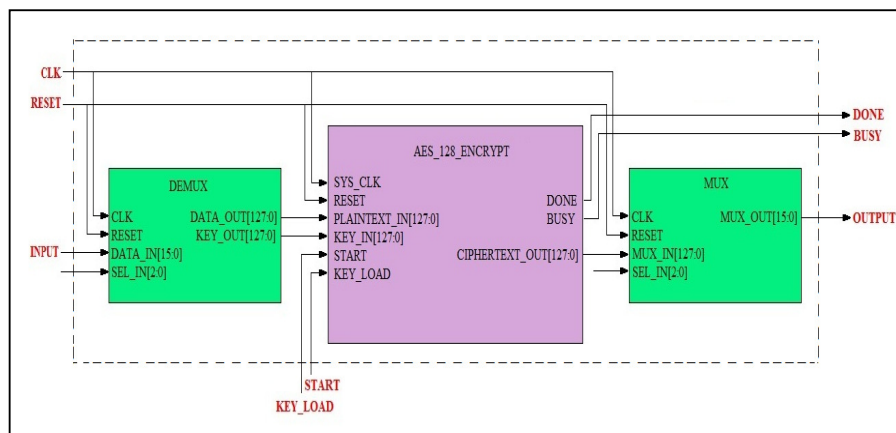 CLK
RESET
INPUT
DEMUX
CLK
RESET
DATA_IN[15:0]
SEL_IN[2:0]
DATA_OUT[127:0]
KEY_OUT[127:0]
AES_128_ENCRYPT
SYS_CLK
RESET
PLAINTEXT_IN[127:0]
KEY_IN[127:0]
START
KEY_LOAD
DONE
BUSY
CIPHERTEXT_OUT[127:0]
MUX
CLK
RESET
MUX_IN[127:0]
SEL_IN[2:0]
MUX_OUT[15:0]
DONE
BUSY
OUTPUT
START
KEY_LOAD